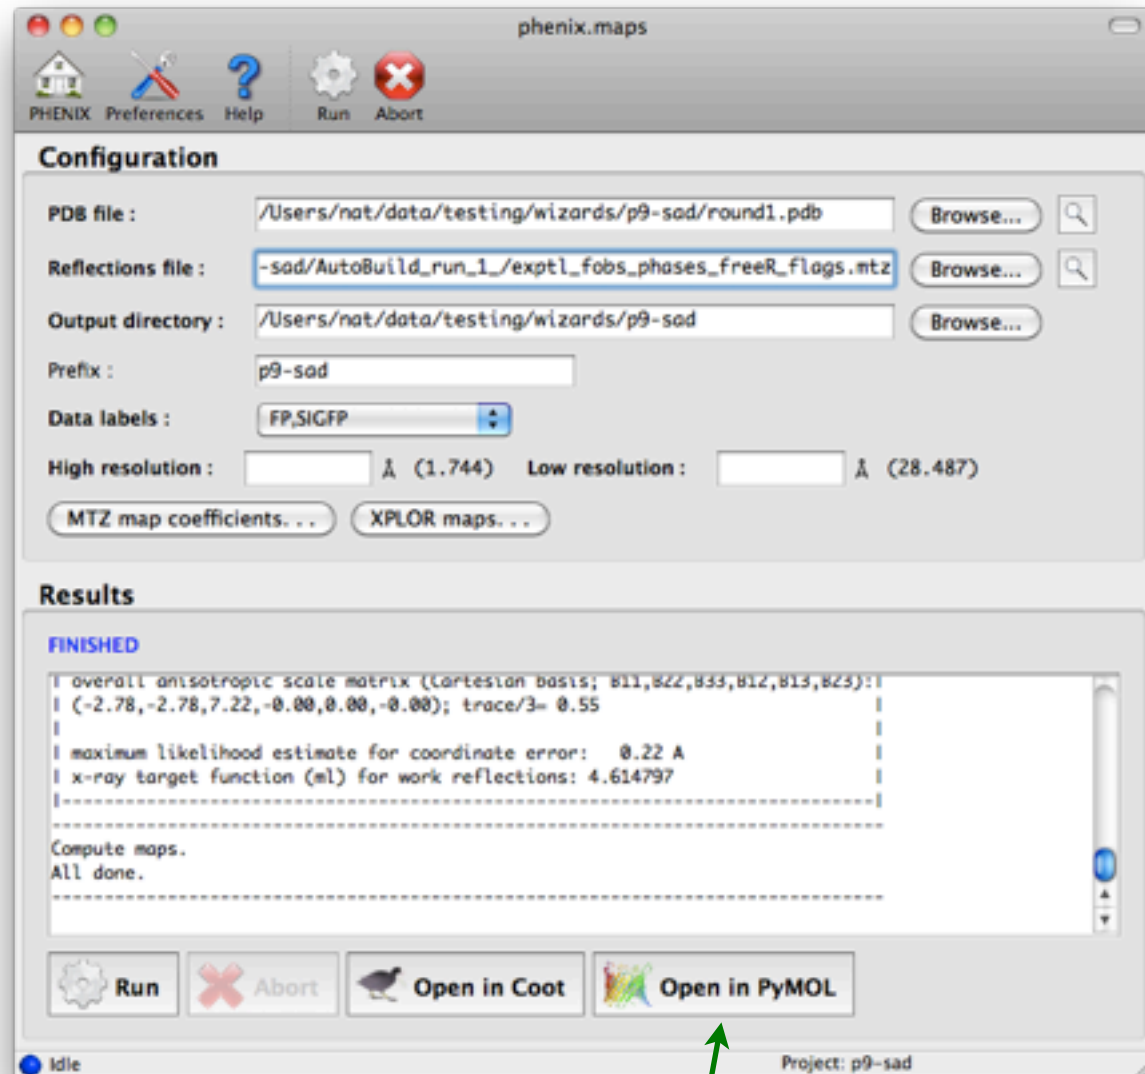 phenix.maps
PHENIX Preferences Help Run Abort
Configuration
PDB file : /Users/nat/data/testing/wizards/p9-sad/round1.pdb Browse...
Reflections file : -sad/AutoBuild_run_1_/exptl_fobs_phases_freeR_flags.mtz Browse...
Output directory : /Users/nat/data/testing/wizards/p9-sad Browse...
Prefix : p9-sad
Data labels : FP,SIGFP
High resolution : Å (1.744) Low resolution : Å (28.487)
MTZ map coefficients. . . XPLOR maps. . .
Results
FINISHED
| overall anisotropic scale matrix (Cartesian basis; B11,B22,B33,B12,B13,B23):|
| (-2.78,-2.78,7.22,-0.00,0.00,-0.00); trace/3= 0.55 |
| maximum likelihood estimate for coordinate error: 0.22 A |
| x-ray target function (ml) for work reflections: 4.614797 |
Compute maps.
All done.
Run Abort Open in Coot Open in PyMOL
Idle Project: p9-sad